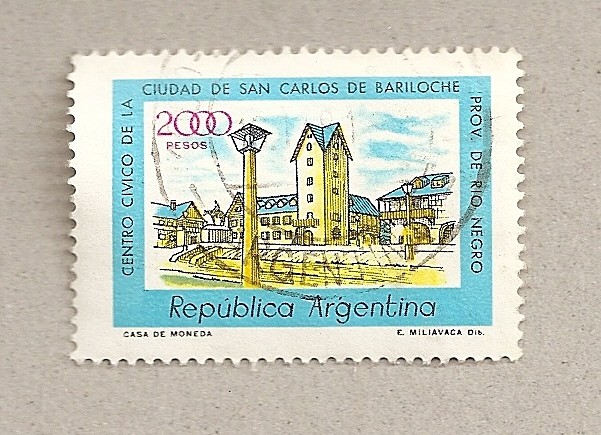 CENTRO CIVICO DE LA
CIUDAD DE SAN CARLOS DE BARILOCHE
PROV. DE RIO NEGRO
2000
PESOS
República Argentina
CASA DE MONEDA
E. MILIAVACA DIB.